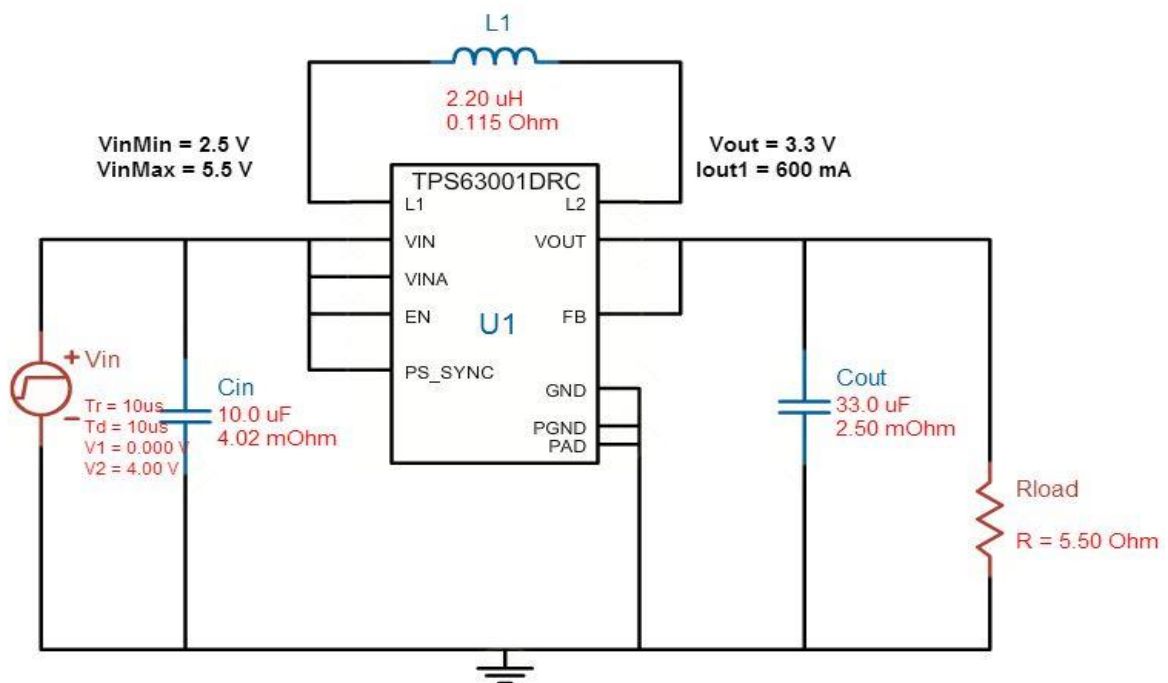 L1
2.20 uH
0.115 Ohm
VinMin = 2.5 V
VinMax = 5.5 V
Vout = 3.3 V
Iout1 = 600 mA
TPS63001DRC
L1
L2
VIN
VOUT
VINA
EN
FB
U1
PS_SYNC
GND
PGND
PAD
+
Vin
-
Tr = 10us
Td = 10us
V1 = 0.000 V
V2 = 4.00 V
Cin
10.0 uF
4.02 mOhm
Cout
33.0 uF
2.50 mOhm
Rload
R = 5.50 Ohm